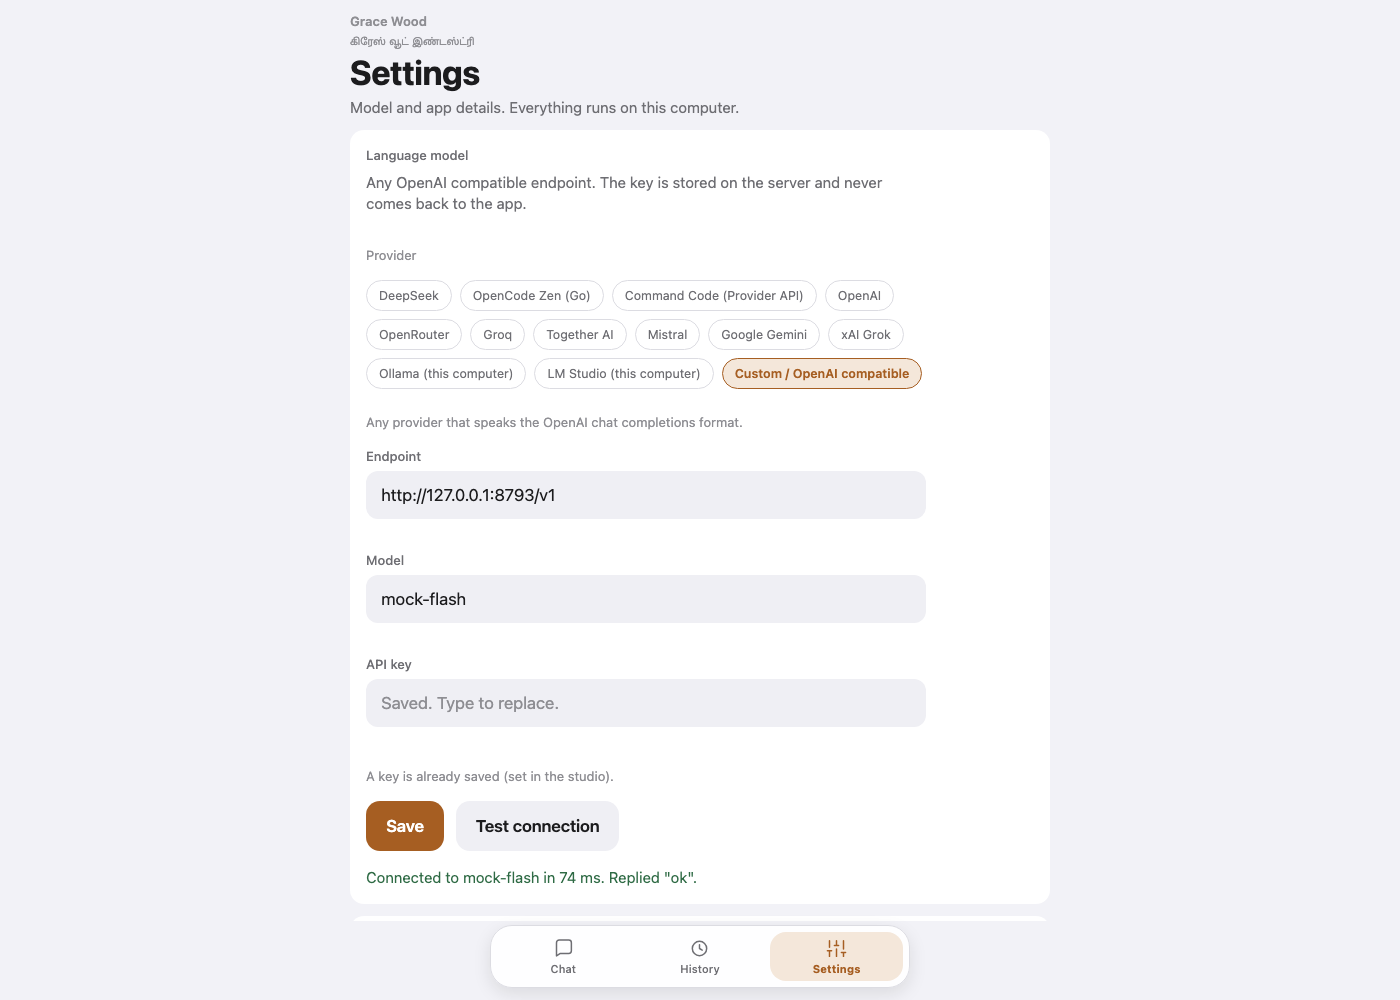 Grace Wood
கிரேஸ் வூட் இண்டஸ்ட்ரி
Settings
Model and app details. Everything runs on this computer.
Language model
Any OpenAI compatible endpoint. The key is stored on the server and never
comes back to the app.
Provider
DeepSeek
OpenCode Zen (Go)
Command Code (Provider API)
OpenAI
OpenRouter
Groq
Together AI
Mistral
Google Gemini
xAI Grok
Ollama (this computer)
LM Studio (this computer)
Custom / OpenAI compatible
Any provider that speaks the OpenAI chat completions format.
Endpoint
http://127.0.0.1:8793/v1
Model
mock-flash
API key
Saved. Type to replace.
A key is already saved (set in the studio).
Save
Test connection
Connected to mock-flash in 74 ms. Replied "ok".
Chat
History
Settings